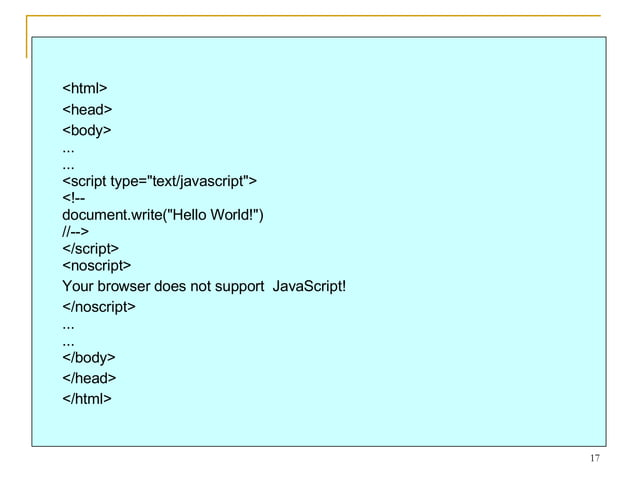 <html>
<head>
<body>
...
...
<script type="text/javascript">
<!--
document.write("Hello World!")
//-->
</script>
<noscript>
Your browser does not support  JavaScript!
</noscript>
...
...
</body>
</head>
</html>
17